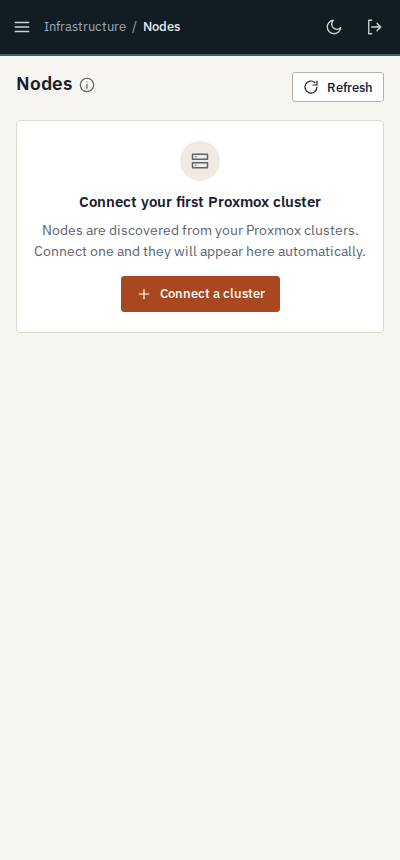 Infrastructure / Nodes
Nodes
Refresh
Connect your first Proxmox cluster
Nodes are discovered from your Proxmox clusters.
Connect one and they will appear here automatically.
Connect a cluster